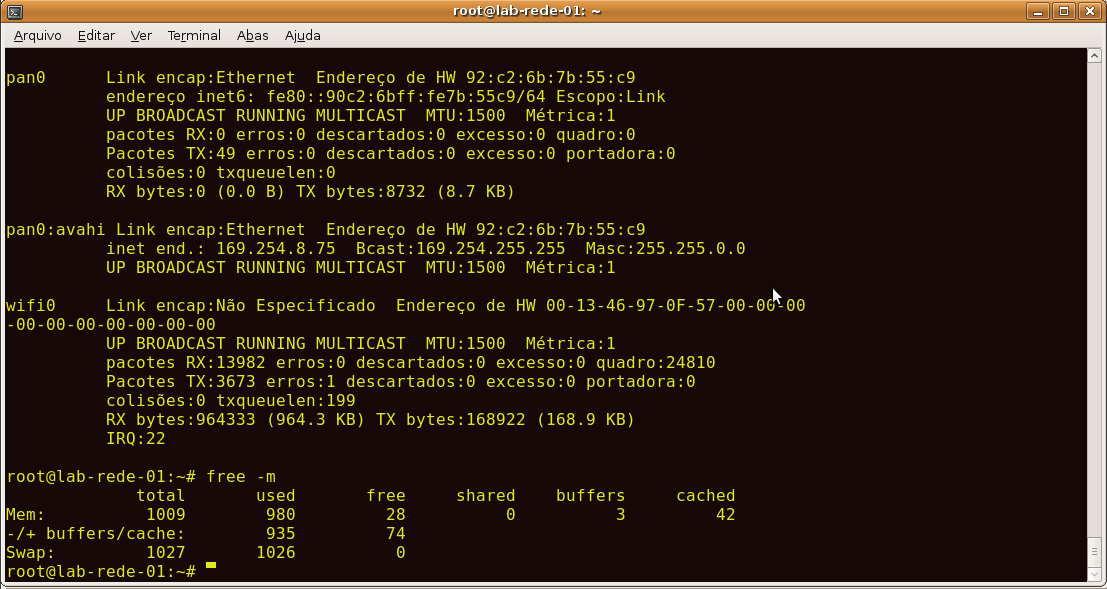 root@lab-rede-01: ~
Arquivo Editar Ver Terminal Abas Ajuda
pan0      Link encap:Ethernet  Endereço de HW 92:c2:6b:7b:55:c9
          endereço inet6: fe80::90c2:6bff:fe7b:55c9/64 Escopo:Link
          UP BROADCAST RUNNING MULTICAST  MTU:1500  Métrica:1
          pacotes RX:0 erros:0 descartados:0 excesso:0 quadro:0
          Pacotes TX:49 erros:0 descartados:0 excesso:0 portadora:0
          colisões:0 txqueuelen:0
          RX bytes:0 (0.0 B) TX bytes:8732 (8.7 KB)
pan0:avahi Link encap:Ethernet  Endereço de HW 92:c2:6b:7b:55:c9
          inet end.: 169.254.8.75  Bcast:169.254.255.255  Masc:255.255.0.0
          UP BROADCAST RUNNING MULTICAST  MTU:1500  Métrica:1
wifi0     Link encap:Não Especificado  Endereço de HW 00-13-46-97-0F-57-00-00-00
-00-00-00-00-00-00-00
          UP BROADCAST RUNNING MULTICAST  MTU:1500  Métrica:1
          pacotes RX:13982 erros:0 descartados:0 excesso:0 quadro:24810
          Pacotes TX:3673 erros:1 descartados:0 excesso:0 portadora:0
          colisões:0 txqueuelen:199
          RX bytes:964333 (964.3 KB) TX bytes:168922 (168.9 KB)
          IRQ:22
root@lab-rede-01:~# free -m
             total       used       free     shared    buffers     cached
Mem:          1009        980         28          0          3         42
-/+ buffers/cache:        935         74
Swap:         1027       1026          0
root@lab-rede-01:~#